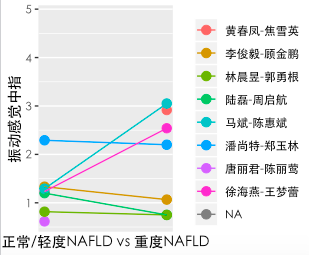 5
4
3
2
1
振动感觉中指
正常/轻度NAFLD vs 重度NAFLD
黄春凤-焦雪英
李俊毅-顾金鹏
林晨昱-郭勇根
陆磊-周启航
马斌-陈惠斌
潘尚特-郑玉林
唐丽君-陈丽莺
徐海燕-王梦蕾
NA